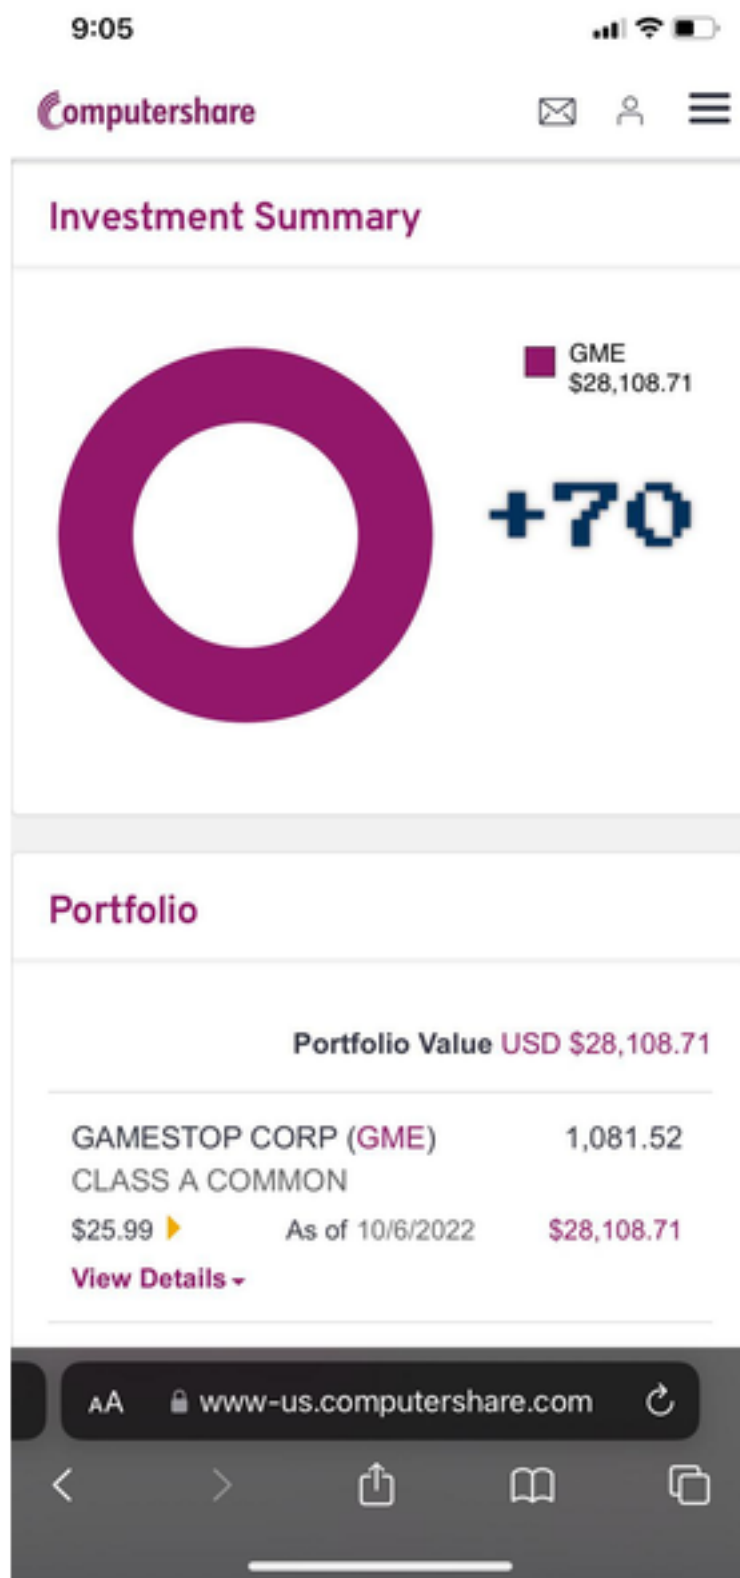 9:05
Computershare
Investment Summary
GME
$28,108.71
+70
Portfolio
Portfolio Value USD $28,108.71
GAMESTOP CORP (GME) 1,081.52
CLASS A COMMON
$25.99 As of 10/6/2022 $28,108.71
View Details
AA www-us.computershare.com